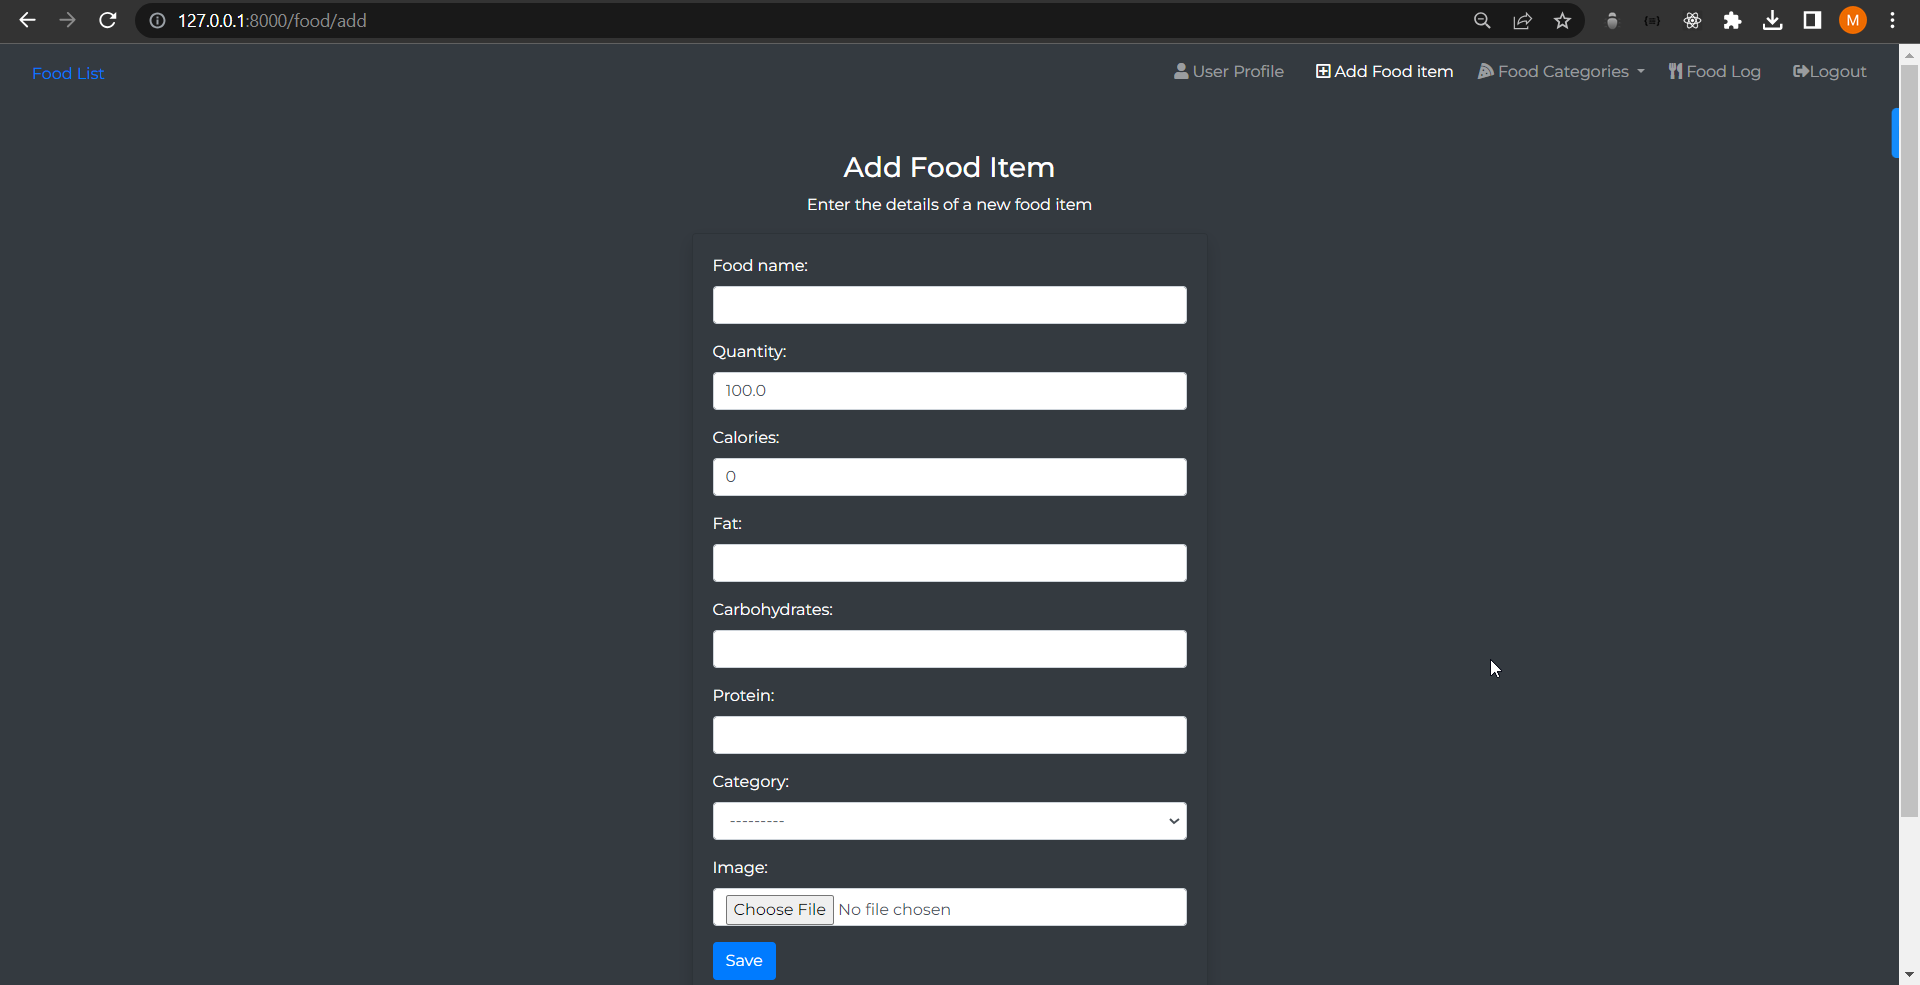 127.0.0.1:8000/food/add
M
Food List
User Profile
Add Food item
Food Categories
Food Log
Logout
Add Food Item
Enter the details of a new food item
Food name:
Quantity:
100.0
Calories:
0
Fat:
Carbohydrates:
Protein:
Category:
---------
Image:
Choose File No file chosen
Save